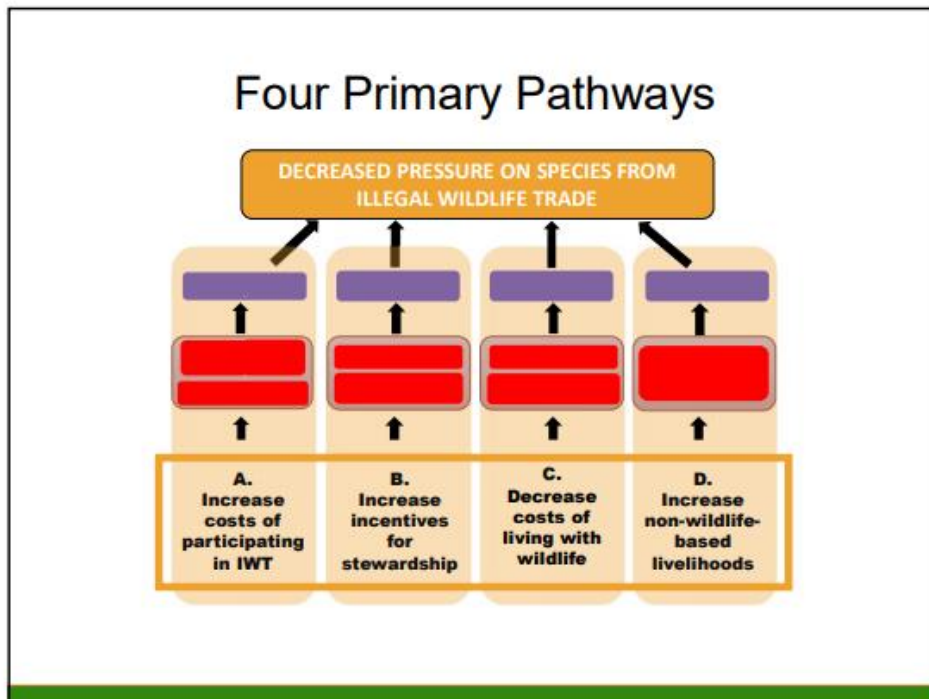 Four Primary Pathways
DECREASED PRESSURE ON SPECIES FROM
ILLEGAL WILDLIFE TRADE
A.
Increase
costs of
participating
in IWT
B.
Increase
incentives
for
stewardship
C.
Decrease
costs of
living with
wildlife
D.
Increase
non-wildlife-
based
livelihoods